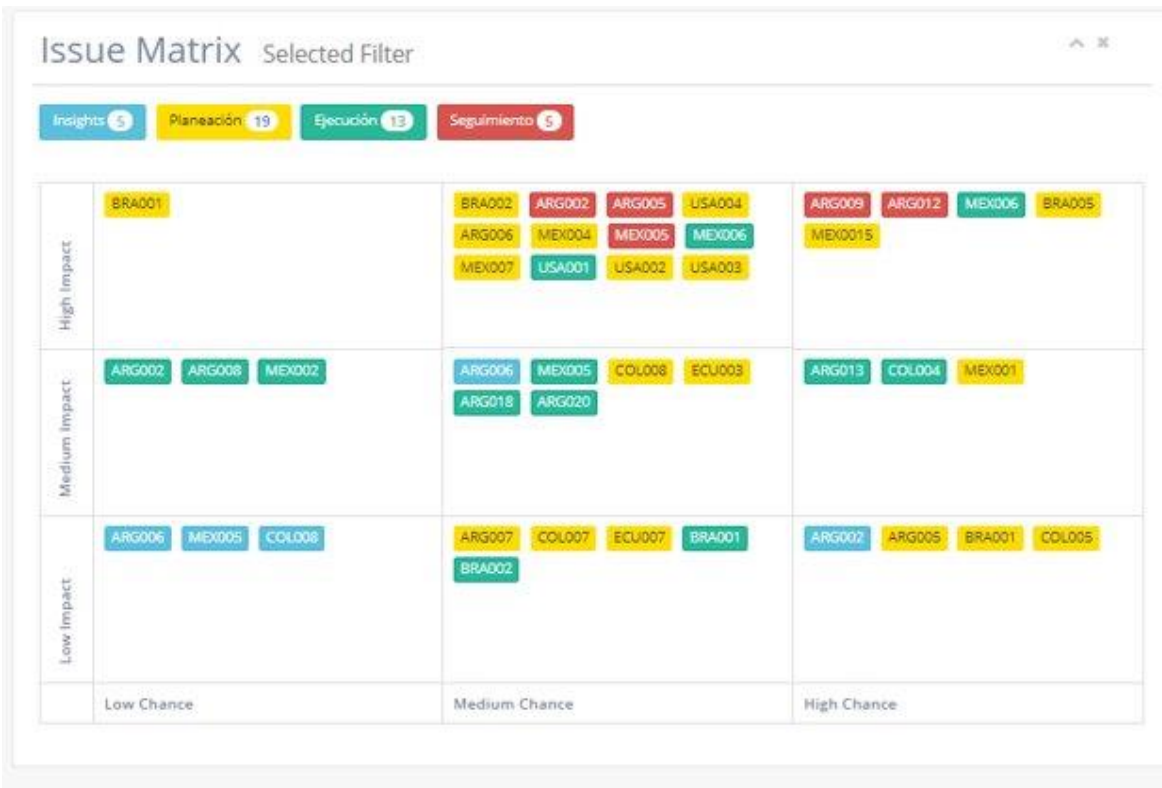 Issue Matrix Selected Filter
Insights 5 Planeación 19 Ejecución 13 Seguimiento 5
High Impact
BRA001
BRA002 ARG002 ARG005 USA004
ARG006 MEX004 MEX005 MEX006
MEX007 USA001 USA002 USA003
ARG009 ARG012 MEX006 BRA005
MEX0015
Medium Impact
ARG002 ARG008 MEX002
ARG006 MEX005 COL008 ECU003
ARG018 ARG020
ARG013 COL004 MEX001
Low Impact
ARG006 MEX005 COL008
ARG007 COL007 ECU007 BRA001
BRA002
ARG002 ARG005 BRA001 COL005
Low Chance Medium Chance High Chance